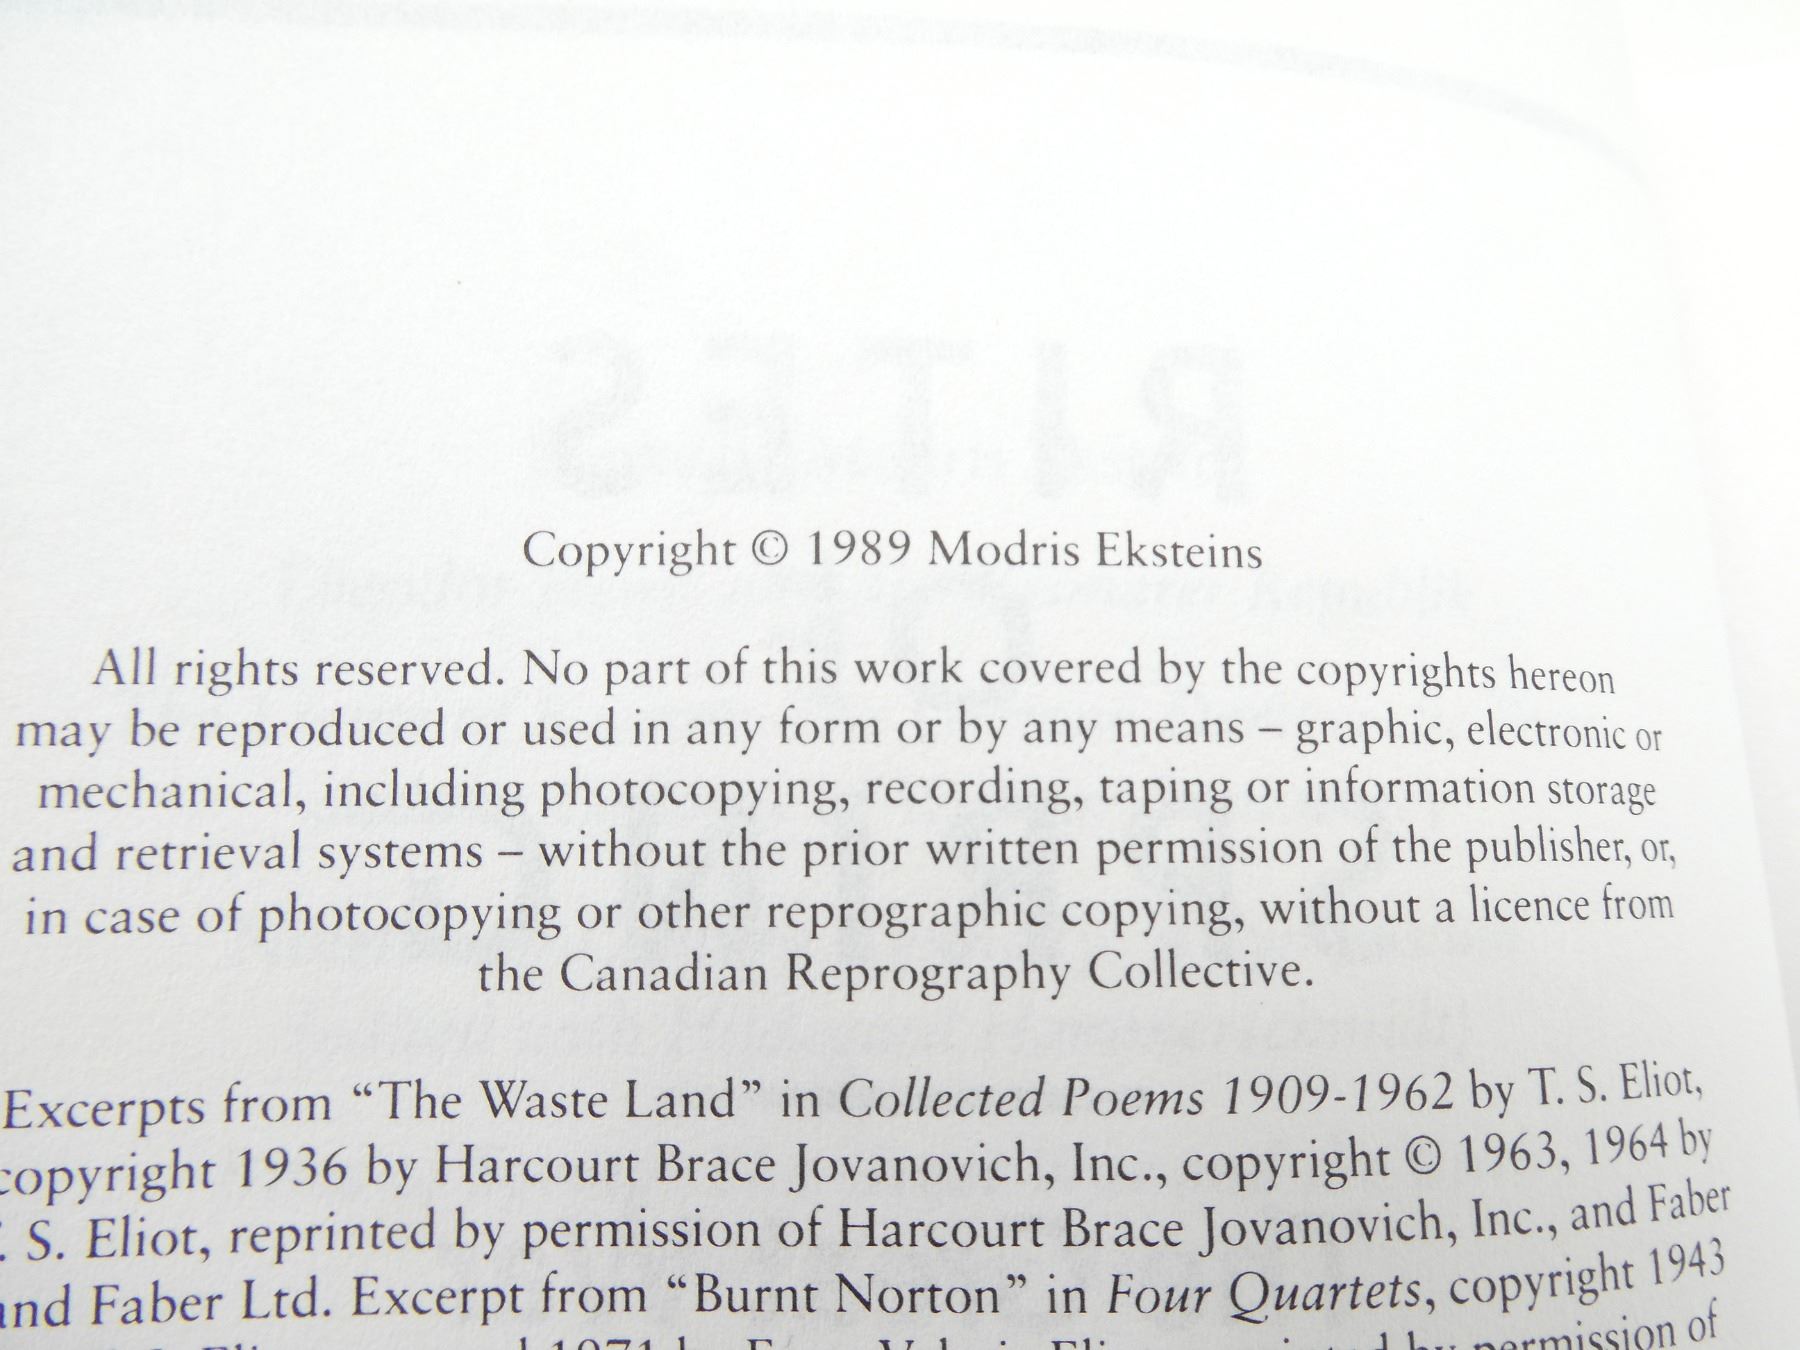 Copyright © 1989 Modris Eksteins
All rights reserved. No part of this work covered by the copyrights hereon
may be reproduced or used in any form or by any means – graphic, electronic or
mechanical, including photocopying, recording, taping or information storage
and retrieval systems – without the prior written permission of the publisher, or,
in case of photocopying or other reprographic copying, without a licence from
the Canadian Reprography Collective.
Excerpts from “The Waste Land” in Collected Poems 1909-1962 by T. S. Eliot,
copyright 1936 by Harcourt Brace Jovanovich, Inc., copyright © 1963, 1964 by
. S. Eliot, reprinted by permission of Harcourt Brace Jovanovich, Inc., and Faber
and Faber Ltd. Excerpt from “Burnt Norton” in Four Quartets, copyright 1943
1971 by permission of